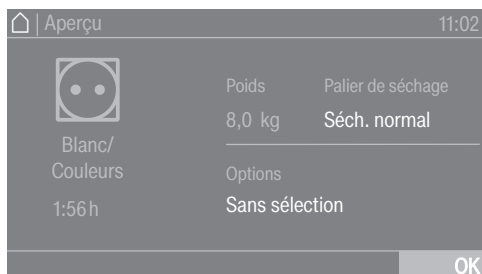 Aperçu 11:02
Poids Palier de séchage
8,0 kg Séch. normal
Blanc/
Couleurs
Options
1:56 h Sans sélection
OK